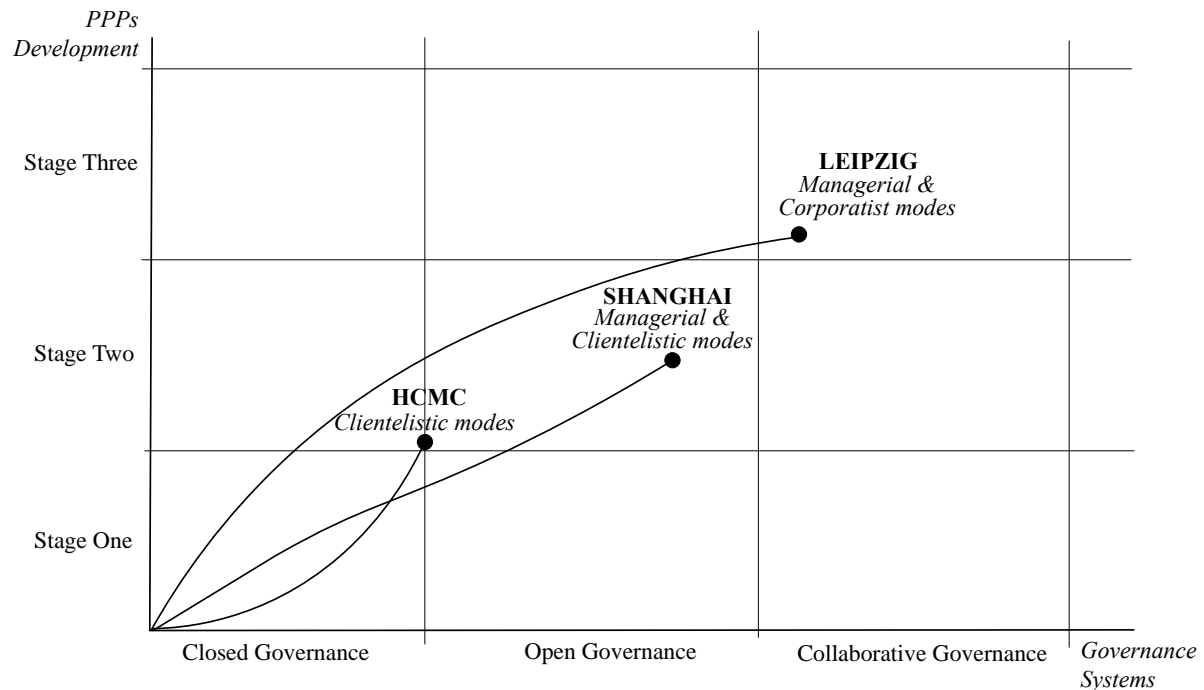 PPPs
Development
Stage Three
LEIPZIG
Managerial &
Corporatist modes
SHANGHAI
Managerial &
Clientelistic modes
Stage Two
HCMC
Clientelistic modes
Stage One
Closed Governance
Open Governance
Collaborative Governance
Governance
Systems